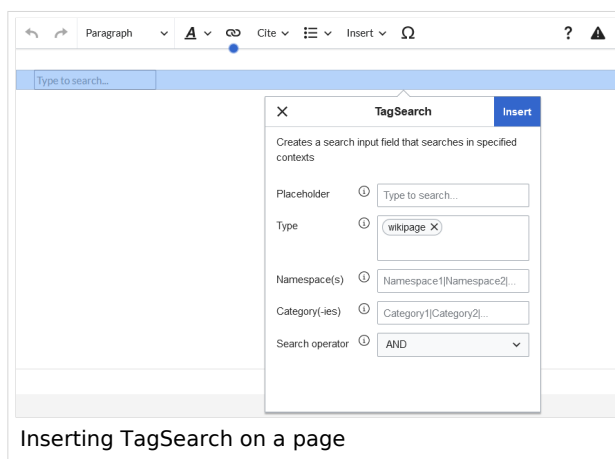 Paragraph A Cite Insert Ω ?
Type to search...
TagSearch Insert
Creates a search input field that searches in specified
contexts
Placeholder Type to search...
Type wikipage
Namespace(s) Namespace1|Namespace2|...
Category(-ies) Category1|Category2|...
Search operator AND
Inserting TagSearch on a page